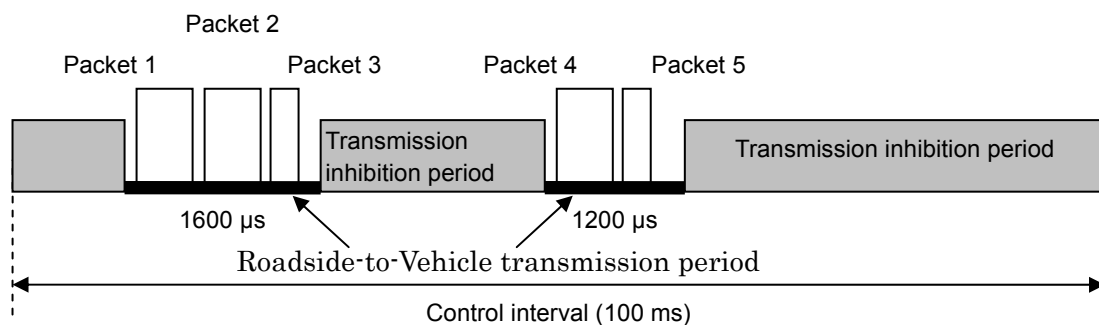 Packet 2
Packet 1
Packet 3
Packet 4
Packet 5
Transmission
inhibition period
Transmission inhibition period
1600 µs
1200 µs
Roadside-to-Vehicle transmission period
Control interval (100 ms)